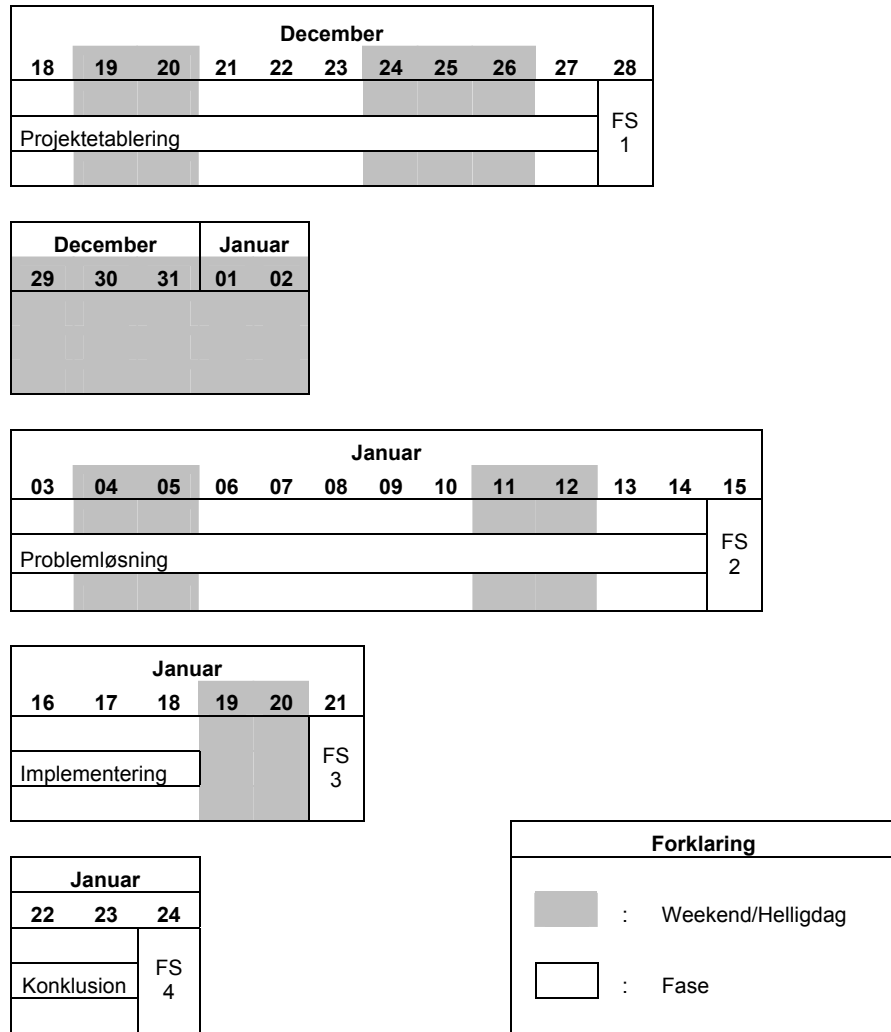 December
18 19 20 21 22 23 24 25 26 27 28
Projektetablering
FS
1
December Januar
29 30 31 01 02
Januar
03 04 05 06 07 08 09 10 11 12 13 14 15
Problemløsning
FS
2
Januar
16 17 18 19 20 21
Implementering
FS
3
Januar
22 23 24
Konklusion
FS
4
Forklaring
: Weekend/Helligdag
: Fase